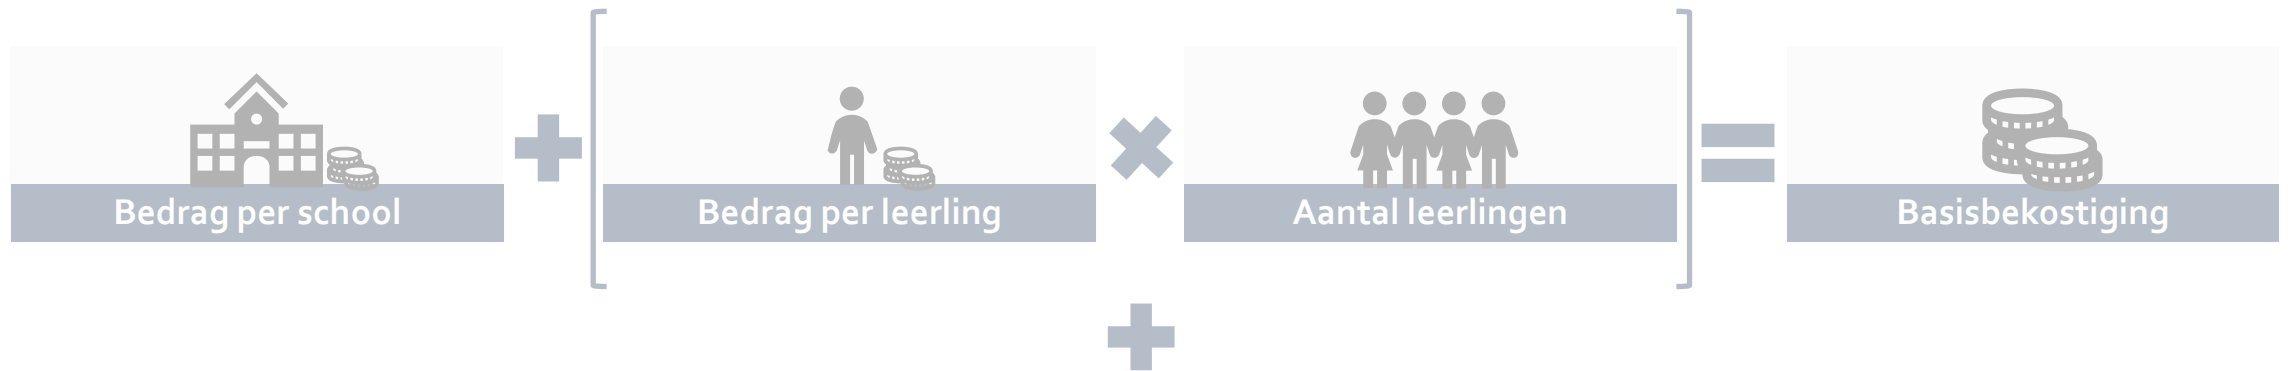 Bedrag per school
Bedrag per leerling
Aantal leerlingen
Basisbekostiging